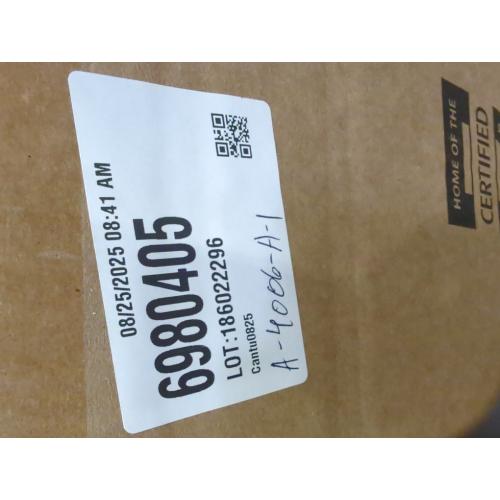 08/25/2025 08:41 AM
6980405
LOT:186022296
Cantu0825
A-4006-A-1
HOME OF THE
CERTIFIED